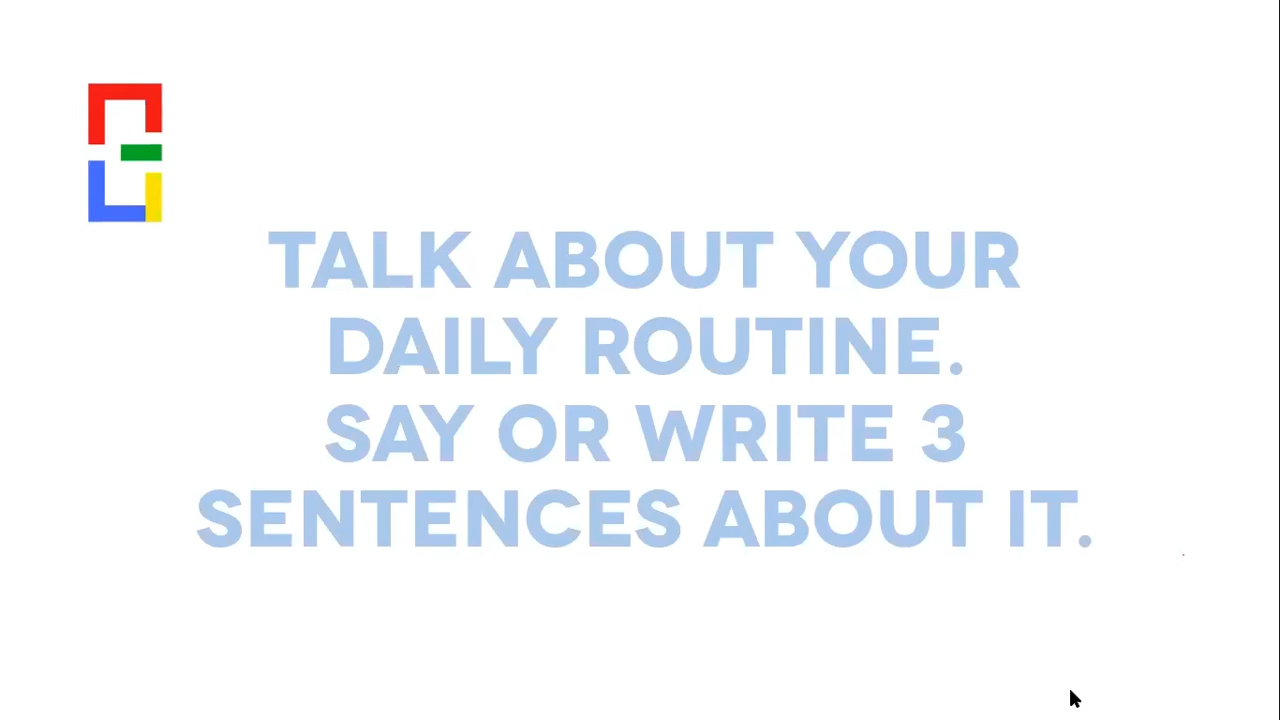 TALK ABOUT YOUR
DAILY ROUTINE.
SAY OR WRITE 3
SENTENCES ABOUT IT.